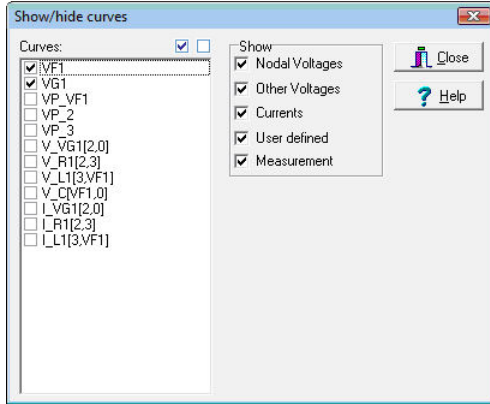 Show/hide curves
Curves:
VF1
VG1
VP_VF1
VP_2
VP_3
V_VG1[2,0]
V_R1[2,3]
V_L1[3,VF1]
V_C[VF1,0]
I_VG1[2,0]
I_R1[2,3]
I_L1[3,VF1]
Show
Nodal Voltages
Other Voltages
Currents
User defined
Measurement
Close
? Help